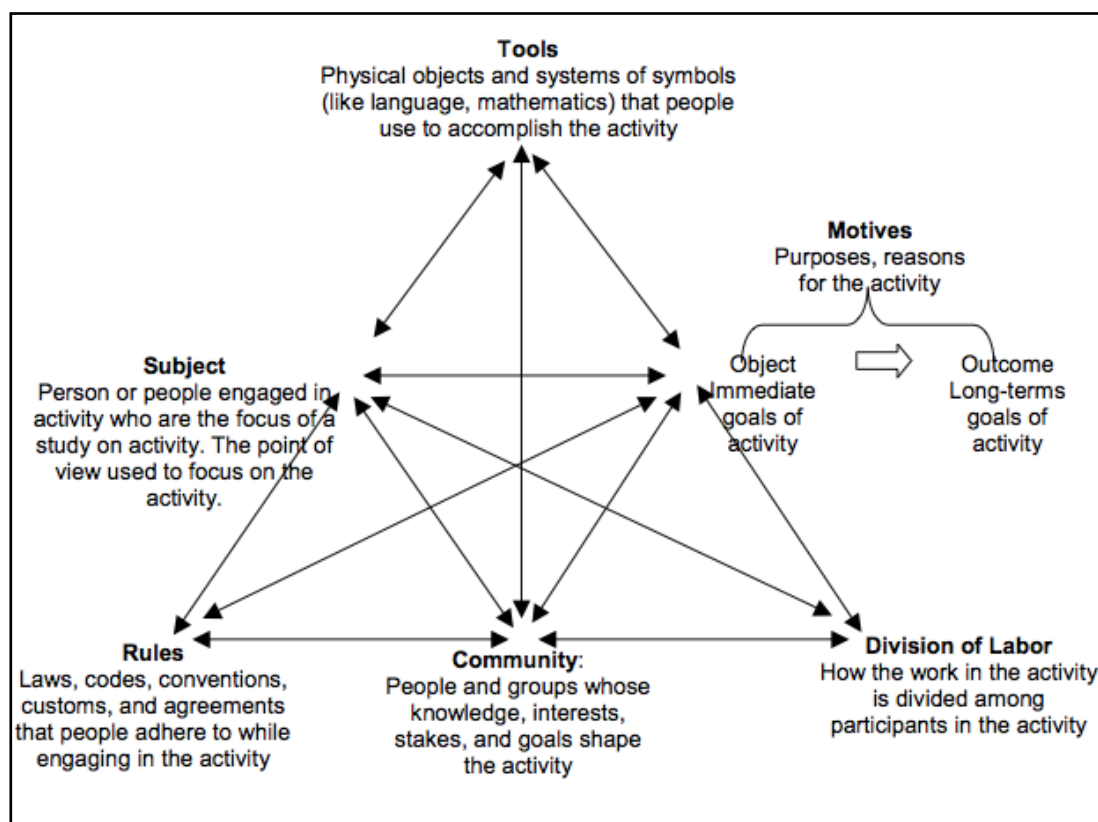 Tools
Physical objects and systems of symbols
(like language, mathematics) that people
use to accomplish the activity
Motives
Purposes, reasons
for the activity
Subject
Person or people engaged in
activity who are the focus of a
study on activity. The point of
view used to focus on the
activity.
Object
Immediate
goals of
activity
Outcome
Long-terms
goals of
activity
Rules
Laws, codes, conventions,
customs, and agreements
that people adhere to while
engaging in the activity
Community:
People and groups whose
knowledge, interests,
stakes, and goals shape
the activity
Division of Labor
How the work in the activity
is divided among
participants in the activity